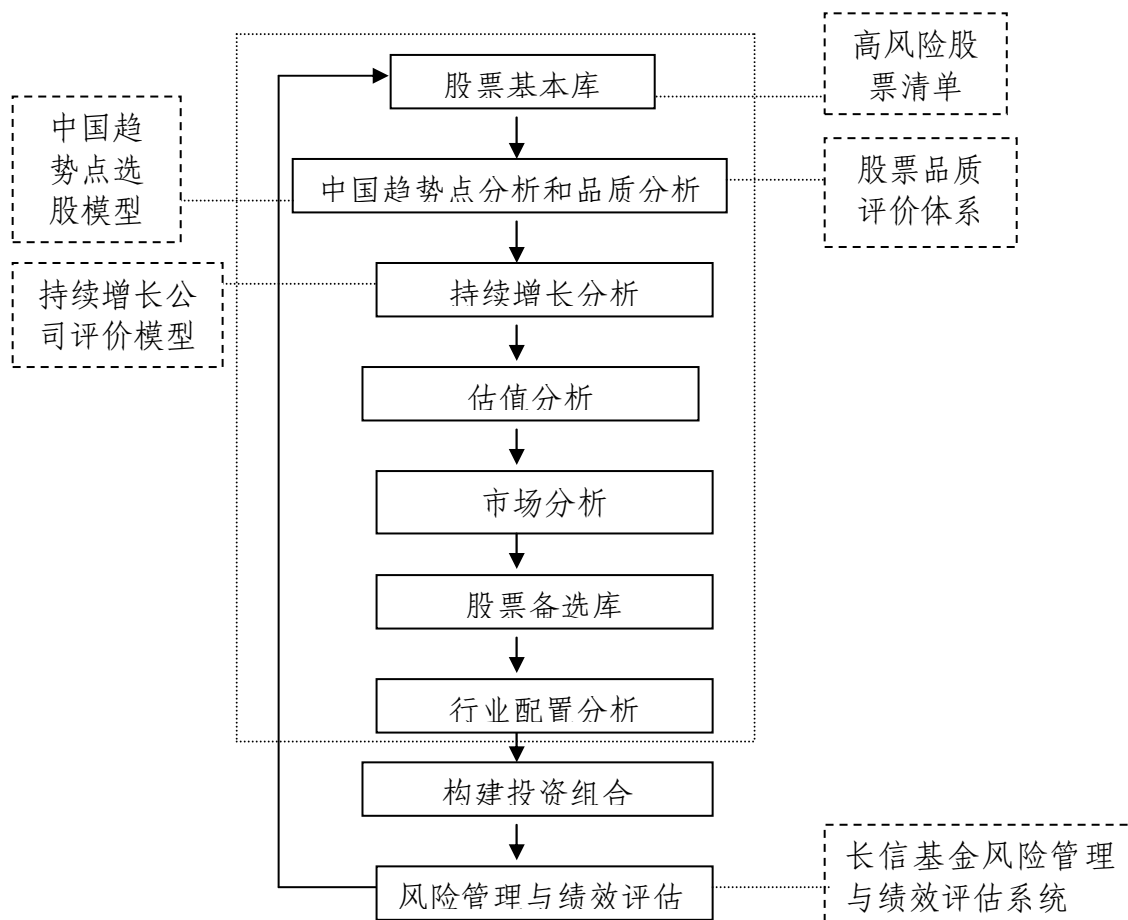 高风险股
票清单
股票基本库
中国趋
势点选
股模型
中国趋势点分析和品质分析
股票品质
评价体系
持续增长公
司评价模型
持续增长分析
估值分析
市场分析
股票备选库
行业配置分析
构建投资组合
风险管理与绩效评估
长信基金风险管理
与绩效评估系统